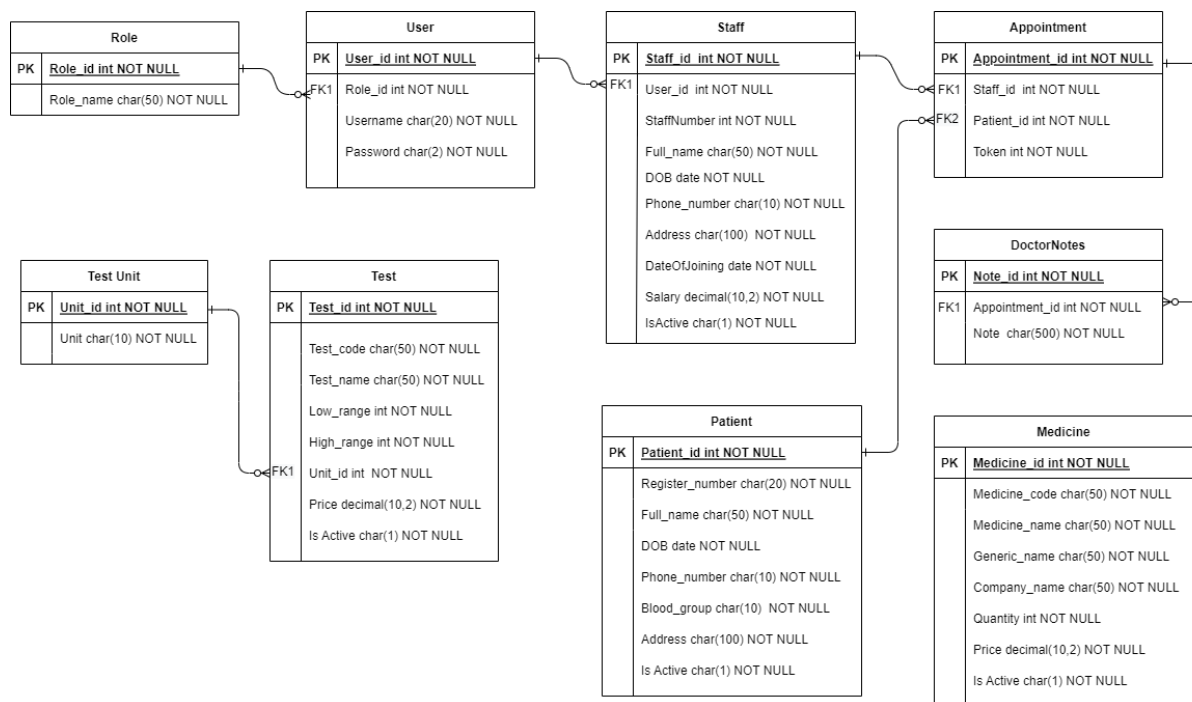 Role
PK Role_id int NOT NULL
Role_name char(50) NOT NULL
User
PK User_id int NOT NULL
FK1 Role_id int NOT NULL
Username char(20) NOT NULL
Password char(2) NOT NULL
Staff
PK Staff_id int NOT NULL
FK1 User_id int NOT NULL
StaffNumber int NOT NULL
Full_name char(50) NOT NULL
DOB date NOT NULL
Phone_number char(10) NOT NULL
Address char(100) NOT NULL
DateOfJoining date NOT NULL
Salary decimal(10,2) NOT NULL
IsActive char(1) NOT NULL
Appointment
PK Appointment_id int NOT NULL
FK1 Staff_id int NOT NULL
FK2 Patient_id int NOT NULL
Token int NOT NULL
Test Unit
PK Unit_id int NOT NULL
Unit char(10) NOT NULL
Test
PK Test_id int NOT NULL
Test_code char(50) NOT NULL
Test_name char(50) NOT NULL
Low_range int NOT NULL
High_range int NOT NULL
FK1 Unit_id int NOT NULL
Price decimal(10,2) NOT NULL
Is Active char(1) NOT NULL
DoctorNotes
PK Note_id int NOT NULL
FK1 Appointment_id int NOT NULL
Note char(500) NOT NULL
Patient
PK Patient_id int NOT NULL
Register_number char(20) NOT NULL
Full_name char(50) NOT NULL
DOB date NOT NULL
Phone_number char(10) NOT NULL
Blood_group char(10) NOT NULL
Address char(100) NOT NULL
Is Active char(1) NOT NULL
Medicine
PK Medicine_id int NOT NULL
Medicine_code char(50) NOT NULL
Medicine_name char(50) NOT NULL
Generic_name char(50) NOT NULL
Company_name char(50) NOT NULL
Quantity int NOT NULL
Price decimal(10,2) NOT NULL
Is Active char(1) NOT NULL